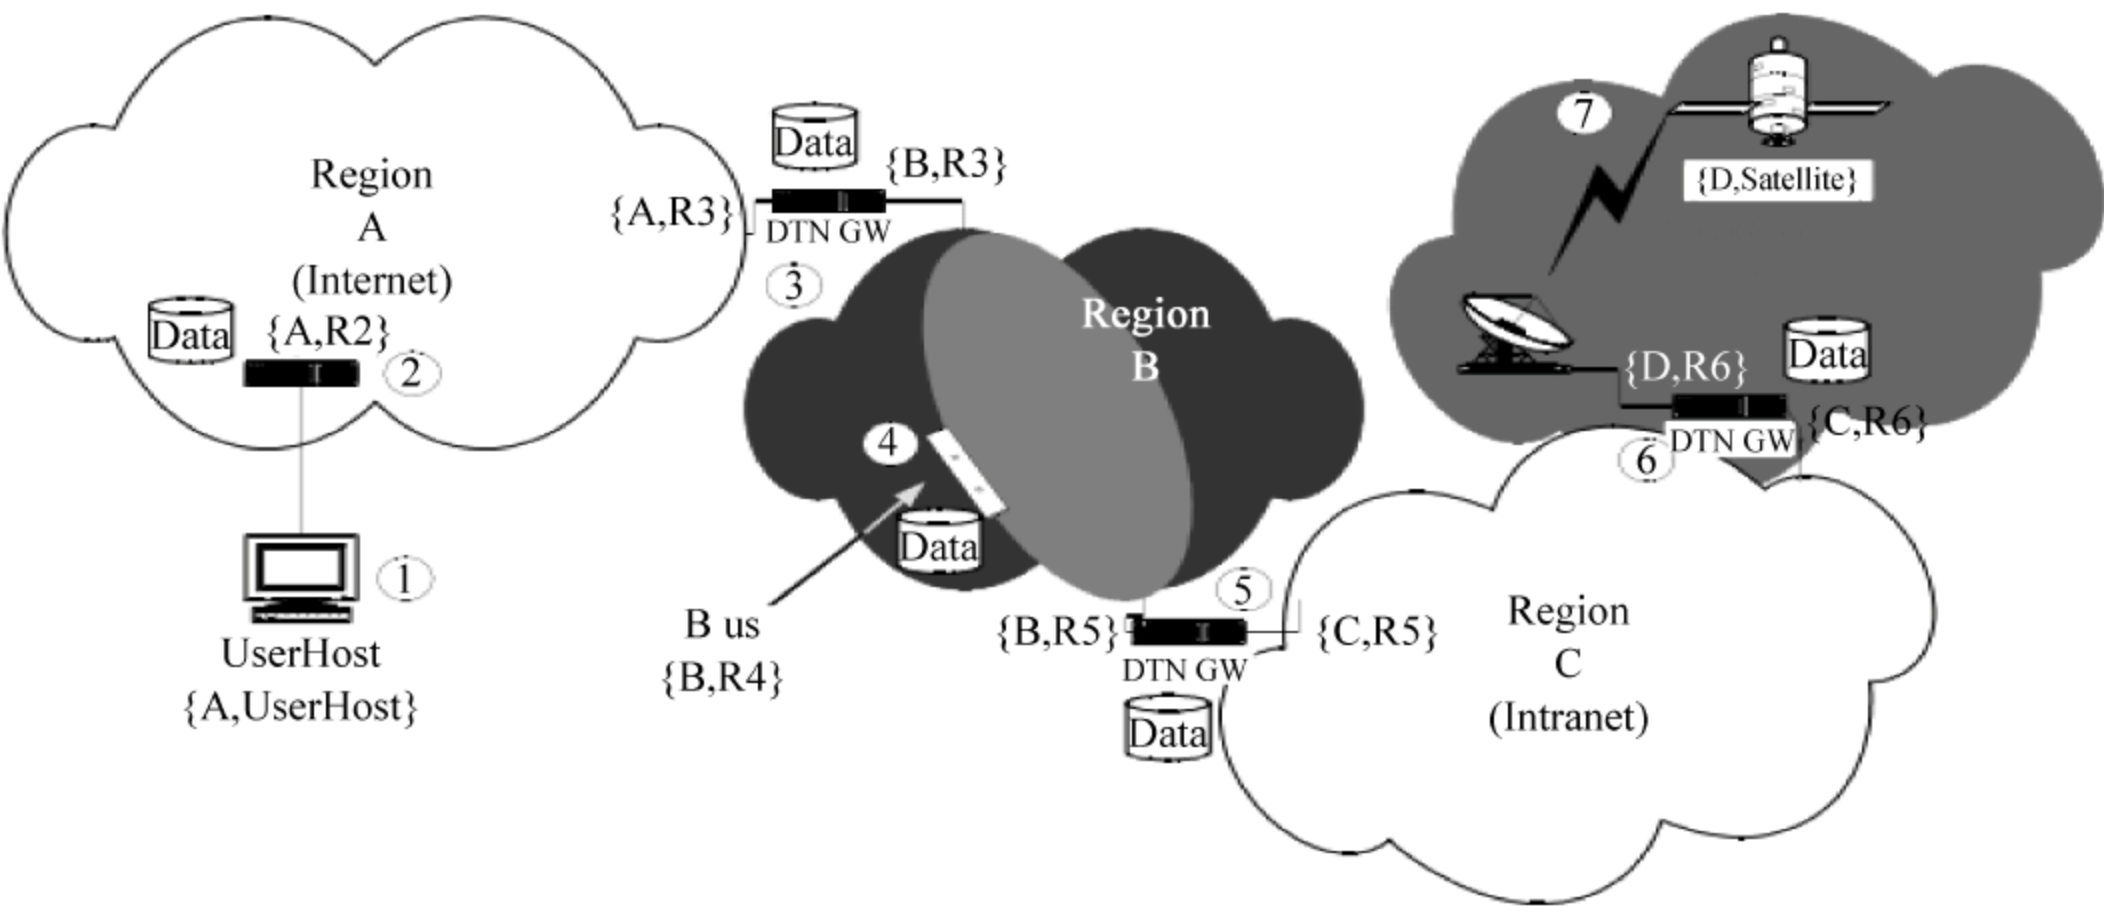 Region
A
(Internet)
Data
{A,R2}
2
1
UserHost
{A,UserHost}
Data
{B,R3}
{A,R3}
DTN GW
3
Region
B
4
Data
B us
{B,R4}
5
{B,R5}
{C,R5}
DTN GW
Data
Region
C
(Intranet)
7
{D,Satellite}
{D,R6}
Data
{C,R6}
DTN GW
6